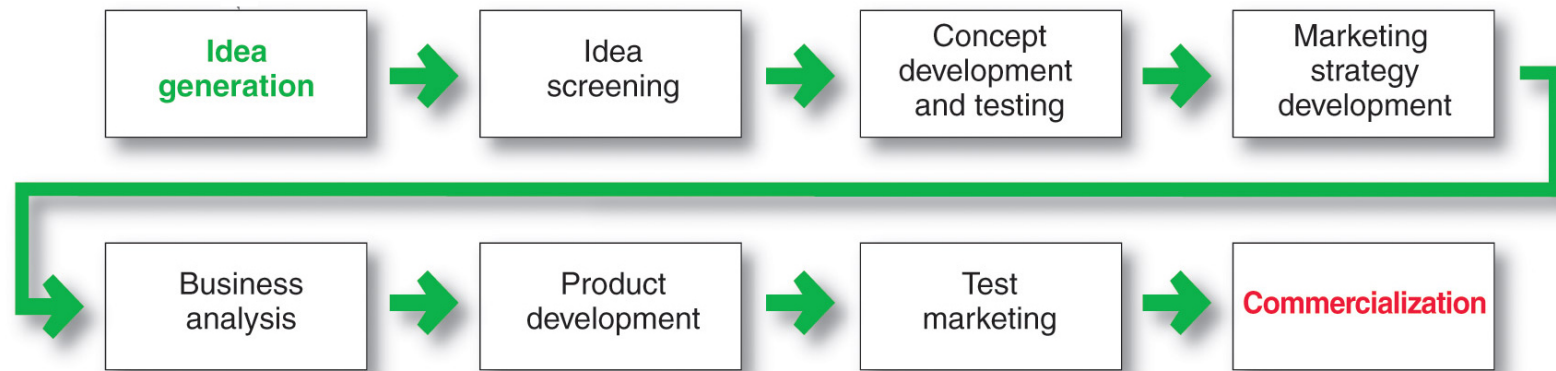 Idea
generation
Idea
screening
Concept
development
and testing
Marketing
strategy
development
Business
analysis
Product
development
Test
marketing
Commercialization